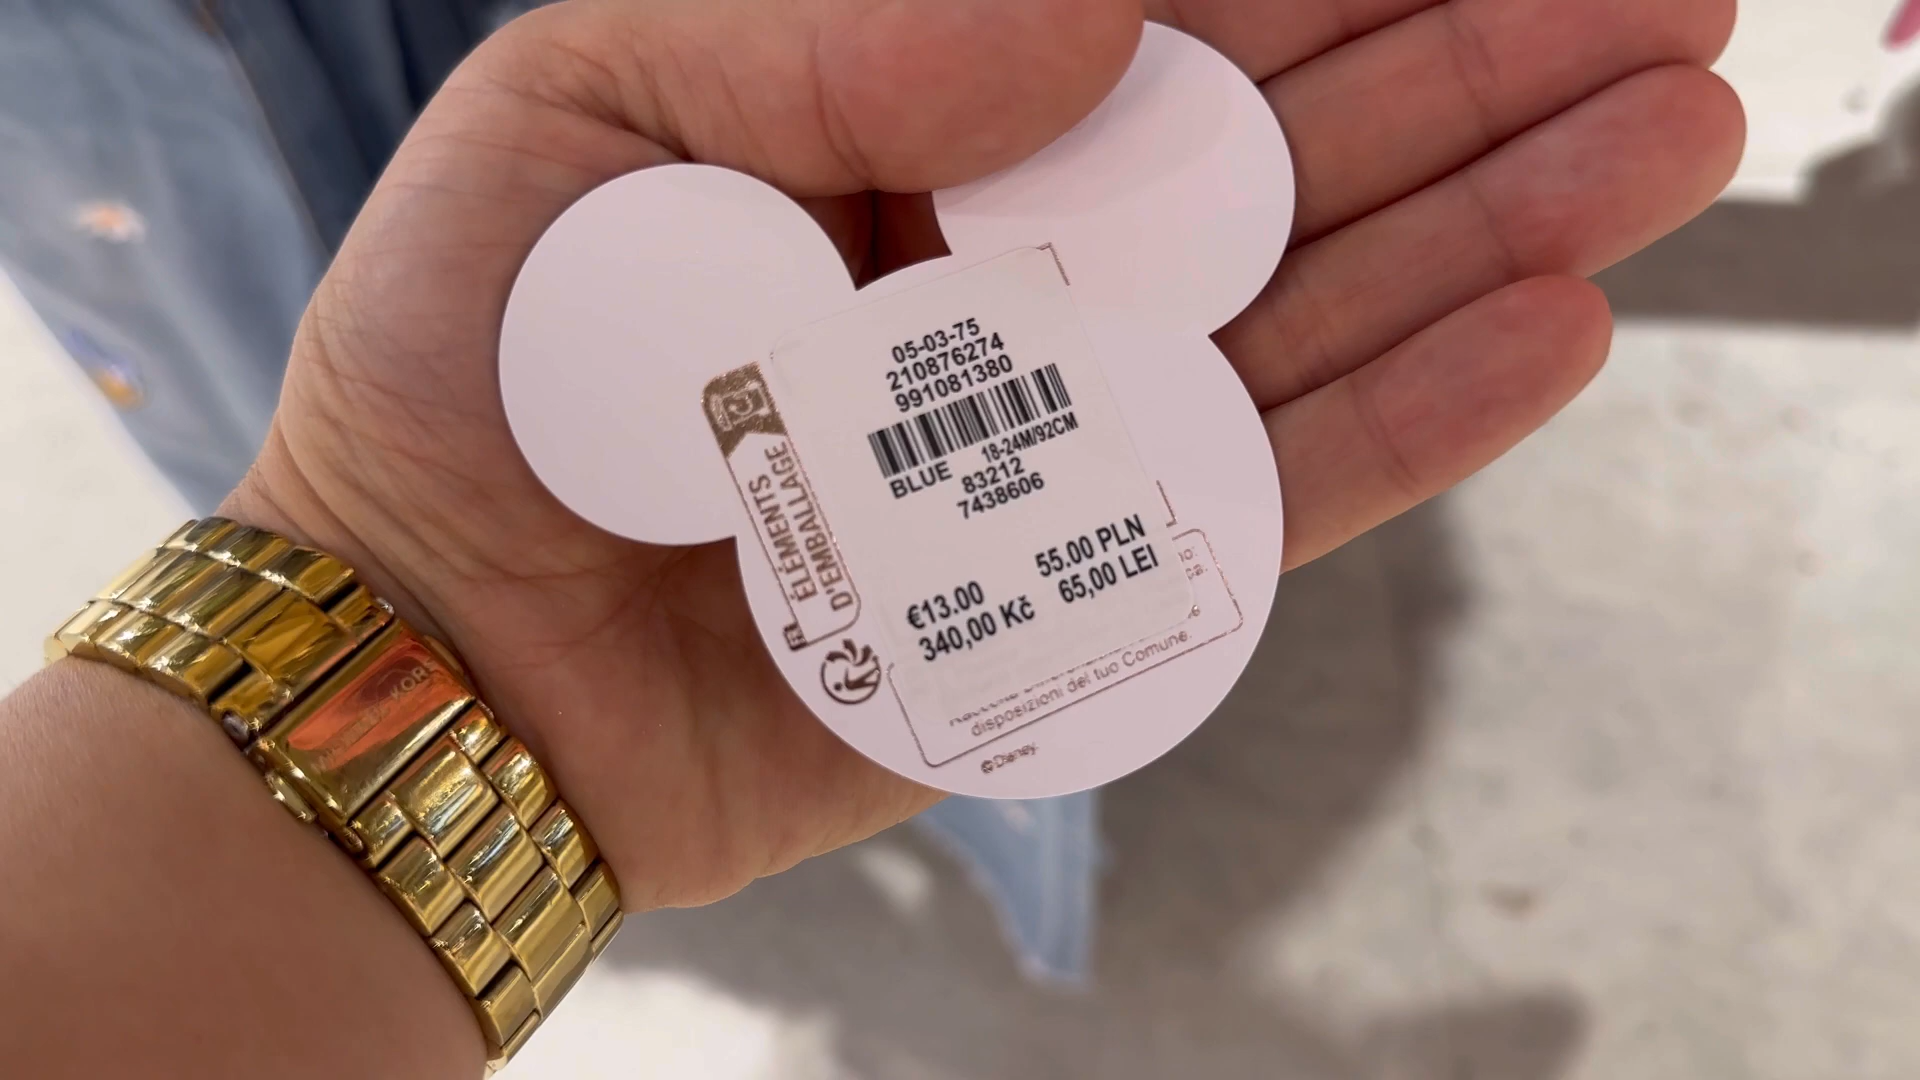 05-03-75
210876274
991081380
18-24M/92CM
BLUE
83212
7438606
55.00 PLN
€13.00
65,00 LEI
340,00 Kč
ÉLÉMENTS
D'EMBALLAGE
FR
disposizioni del tuo Comune.
©Disney